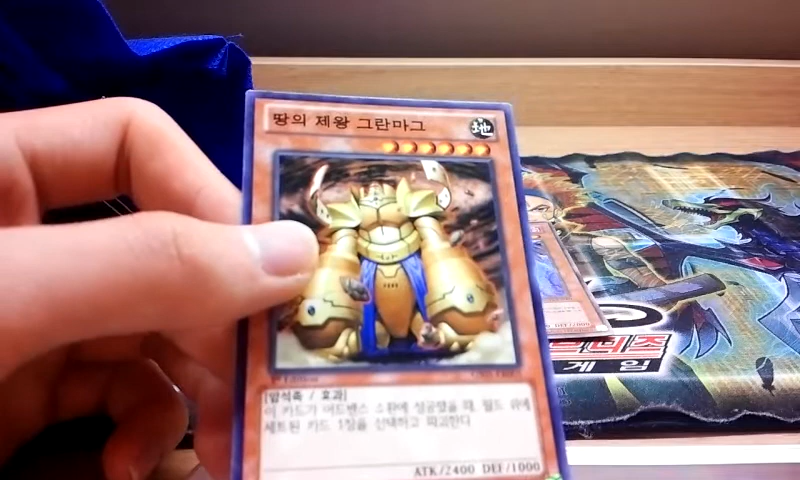 땅의 제왕 그란마그
地
[암석족 / 효과]
이 카드가 어드밴스 소환에 성공했을 때, 필드 위에
세트된 카드 1장을 선택하고 파괴한다
ATK/2400 DEF/1000
게임